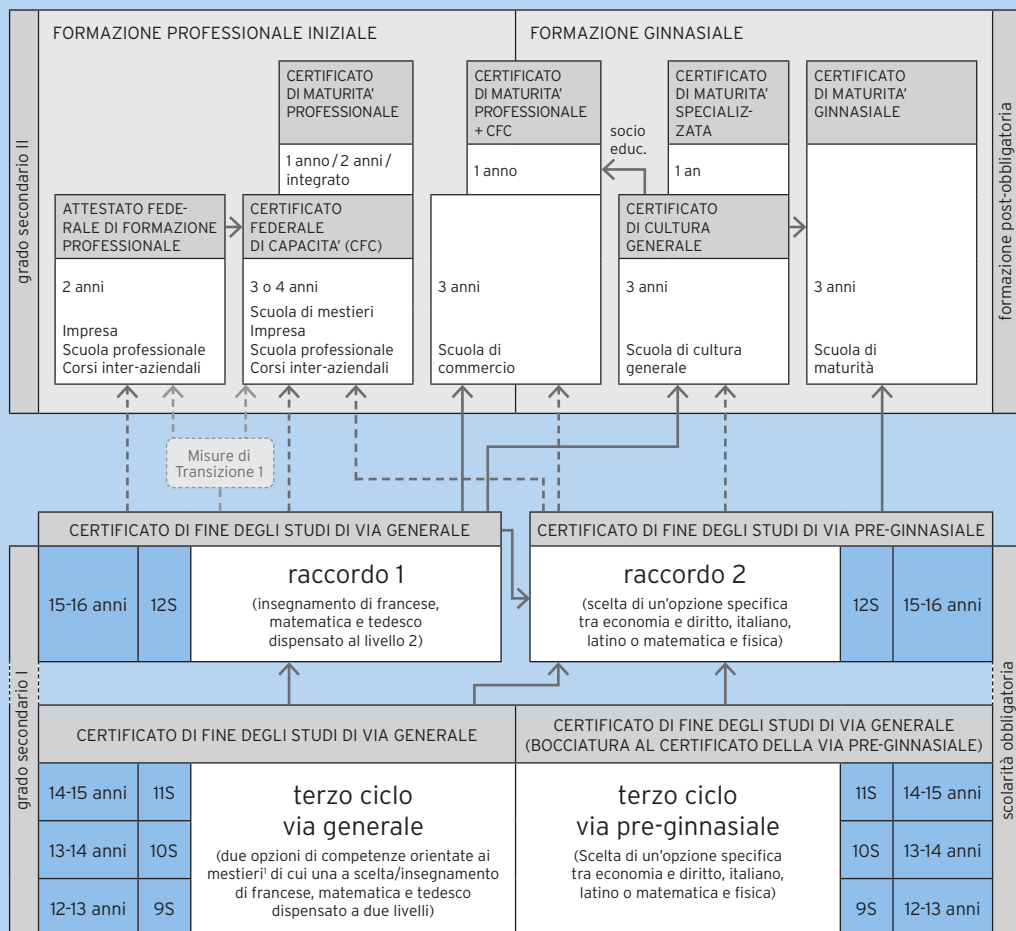 grado secondario II
FORMAZIONE PROFESSIONALE INIZIALE
FORMAZIONE GINNASIALE
formazione post-obbligatoria
CERTIFICATO
DI MATURITA’
PROFESSIONALE
1 anno / 2 anni /
integrato
CERTIFICATO
DI MATURITA’
PROFESSIONALE
+ CFC
1 anno
socio
educ.
CERTIFICATO
DI MATURITA’
SPECIALIZ-
ZATA
1 an
CERTIFICATO
DI MATURITA’
GINNASIALE
ATTESTATO FEDE-
RALE DI FORMAZIONE
PROFESSIONALE
2 anni
Impresa
Scuola professionale
Corsi inter-aziendali
CERTIFICATO
FEDERALE
DI CAPACITA’ (CFC)
3 o 4 anni
Scuola di mestieri
Impresa
Scuola professionale
Corsi inter-aziendali
3 anni
Scuola di
commercio
CERTIFICATO
DI CULTURA
GENERALE
3 anni
Scuola di cultura
generale
3 anni
Scuola di
maturità
Misure di
Transizione 1
grado secondario I
scolarità obbligatoria
CERTIFICATO DI FINE DEGLI STUDI DI VIA GENERALE
15-16 anni
12S
raccordo 1
(insegnamento di francese,
matematica e tedesco
dispensato al livello 2)
CERTIFICATO DI FINE DEGLI STUDI DI VIA PRE-GINNASIALE
raccordo 2
(scelta di un’opzione specifica
tra economia e diritto, italiano,
latino o matematica e fisica)
12S
15-16 anni
CERTIFICATO DI FINE DEGLI STUDI DI VIA GENERALE
14-15 anni
11S
13-14 anni
10S
12-13 anni
9S
terzo ciclo
via generale
(due opzioni di competenze orientate ai
mestieri¹ di cui una a scelta/insegnamento
di francese, matematica e tedesco
dispensato a due livelli)
CERTIFICATO DI FINE DEGLI STUDI DI VIA GENERALE
(BOCCIATURA AL CERTIFICATO DELLA VIA PRE-GINNASIALE)
terzo ciclo
via pre-ginnasiale
(Scelta di un’opzione specifica
tra economia e diritto, italiano,
latino o matematica e fisica)
11S
14-15 anni
10S
13-14 anni
9S
12-13 anni